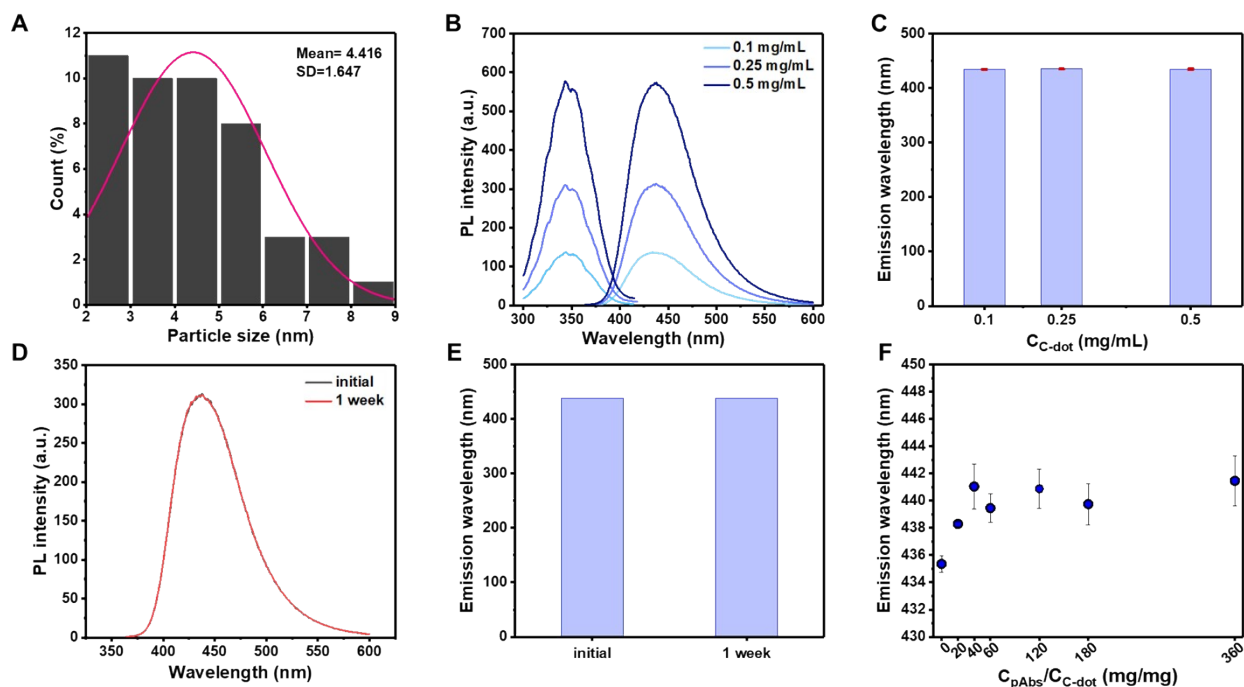 A
Mean= 4.416
SD=1.647
Count (%)
12
10
8
6
4
2
0
2 3 4 5 6 7 8 9
Particle size (nm)
B
0.1 mg/mL
0.25 mg/mL
0.5 mg/mL
PL intensity (a.u.)
700
600
500
400
300
200
100
0
300 350 400 450 500 550 600
Wavelength (nm)
C
Emission wavelength (nm)
500
400
300
200
100
0
0.1 0.25 0.5
CC-dot (mg/mL)
D
initial
1 week
PL intensity (a.u.)
350
300
250
200
150
100
50
0
350 400 450 500 550 600
Wavelength (nm)
E
Emission wavelength (nm)
500
400
300
200
100
0
initial 1 week
F
Emission wavelength (nm)
450
448
446
444
442
440
438
436
434
432
430
0 20 40 60 120 180 360
CpAbs/CC-dot (mg/mg)